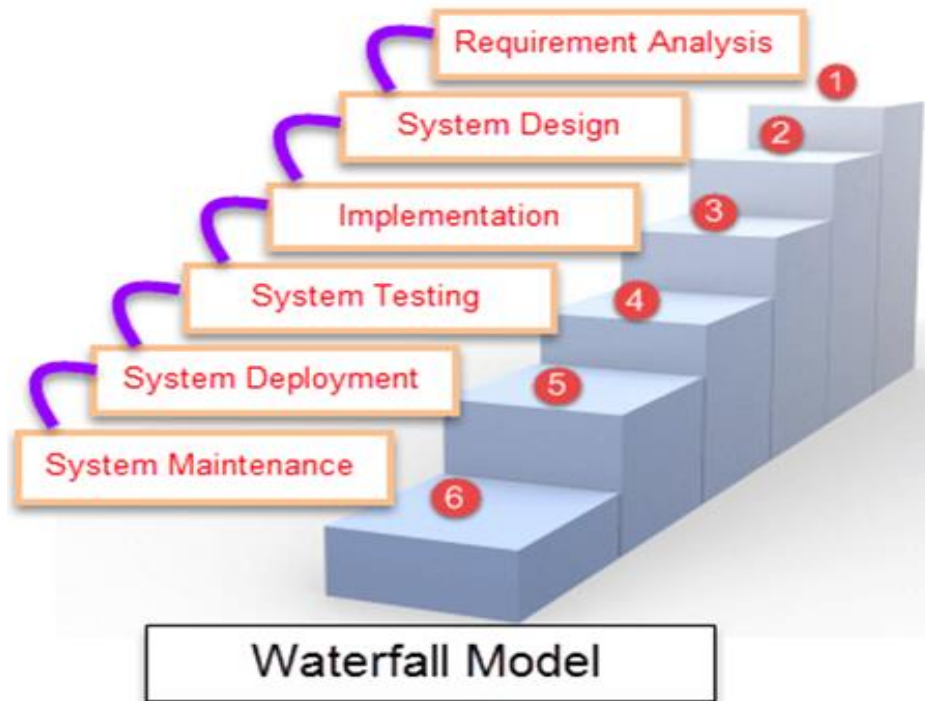 Requirement Analysis
1
System Design
2
Implementation
3
System Testing
4
System Deployment
5
System Maintenance
6
Waterfall Model